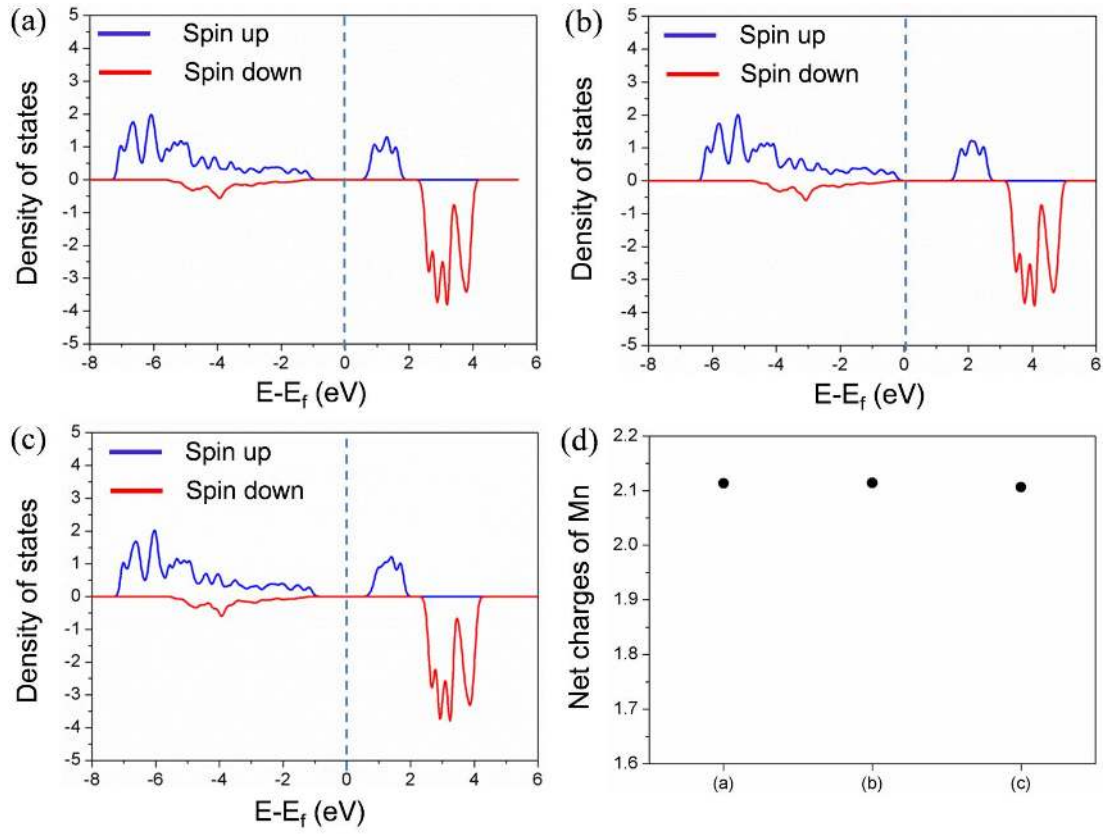 (a)
Spin up
Spin down
Density of states
5
4
3
2
1
0
-1
-2
-3
-4
-5
-8 -6 -4 -2 0 2 4 6
E-Ef (eV)
(b)
Spin up
Spin down
Density of states
5
4
3
2
1
0
-1
-2
-3
-4
-5
-8 -6 -4 -2 0 2 4 6
E-Ef (eV)
(c)
Spin up
Spin down
Density of states
5
4
3
2
1
0
-1
-2
-3
-4
-5
-8 -6 -4 -2 0 2 4 6
E-Ef (eV)
(d)
Net charges of Mn
2.2
2.1
2.0
1.9
1.8
1.7
1.6
(a) (b) (c)